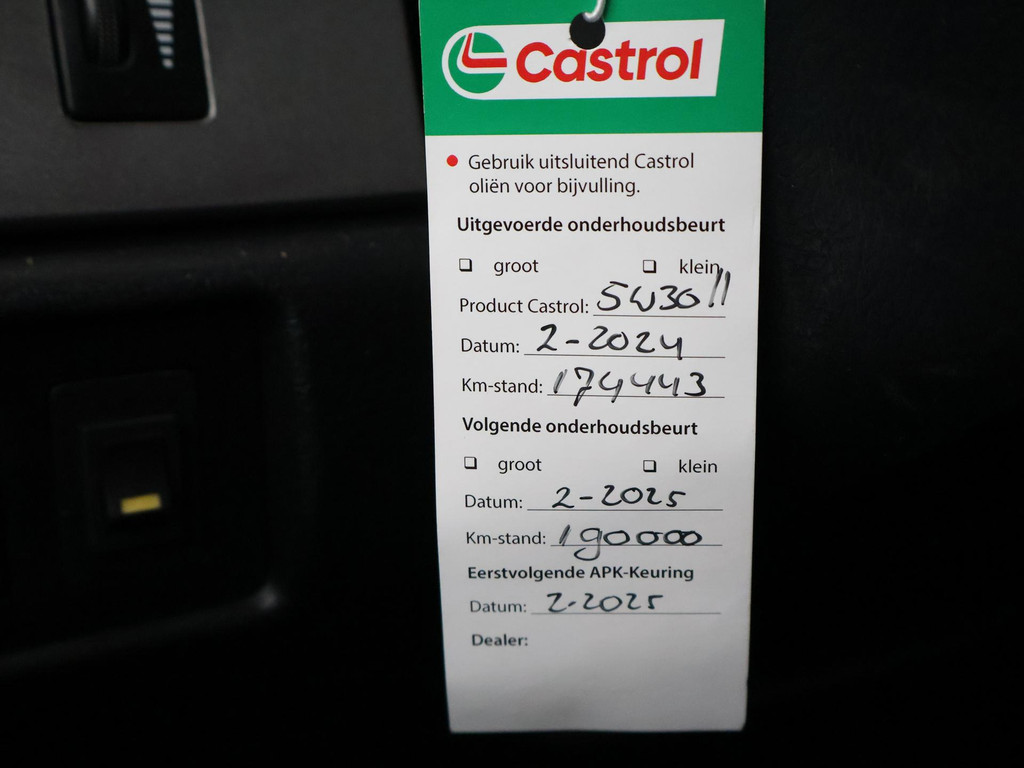 Castrol
Gebruik uitsluitend Castrol
oliën voor bijvulling.
Uitgevoerde onderhoudsbeurt
groot klein
Product Castrol: 5W30 ll
Datum: 2-2024
Km-stand: 174443
Volgende onderhoudsbeurt
groot klein
Datum: 2-2025
Km-stand: 190000
Eerstvolgende APK-Keuring
Datum: 2-2025
Dealer: